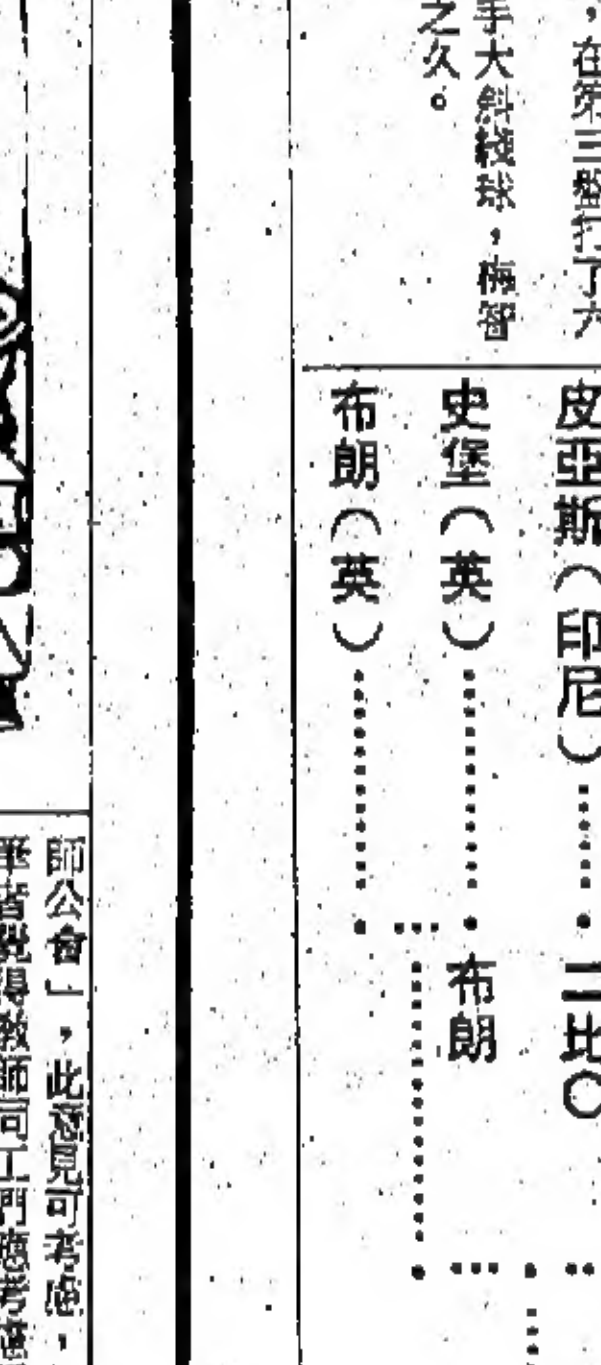 ，在第三盤打了六
手大斜綫球，梅智
之久。
皮亞斯（印尼）
二比〇
史堡（英）
布朗
布朗（英）
師公會」，此意見可考慮，
筆者覺得教師同工們應考慮